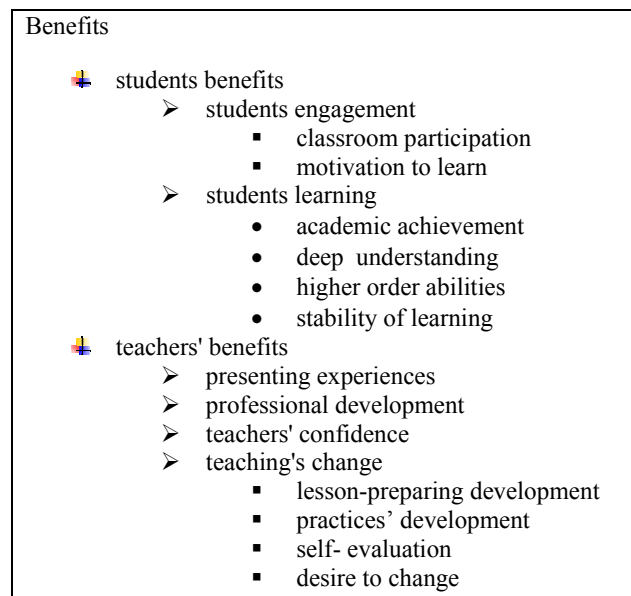 Benefits
students benefits
students engagement
classroom participation
motivation to learn
students learning
academic achievement
deep understanding
higher order abilities
stability of learning
teachers' benefits
presenting experiences
professional development
teachers' confidence
teaching's change
lesson-preparing development
practices’ development
self- evaluation
desire to change